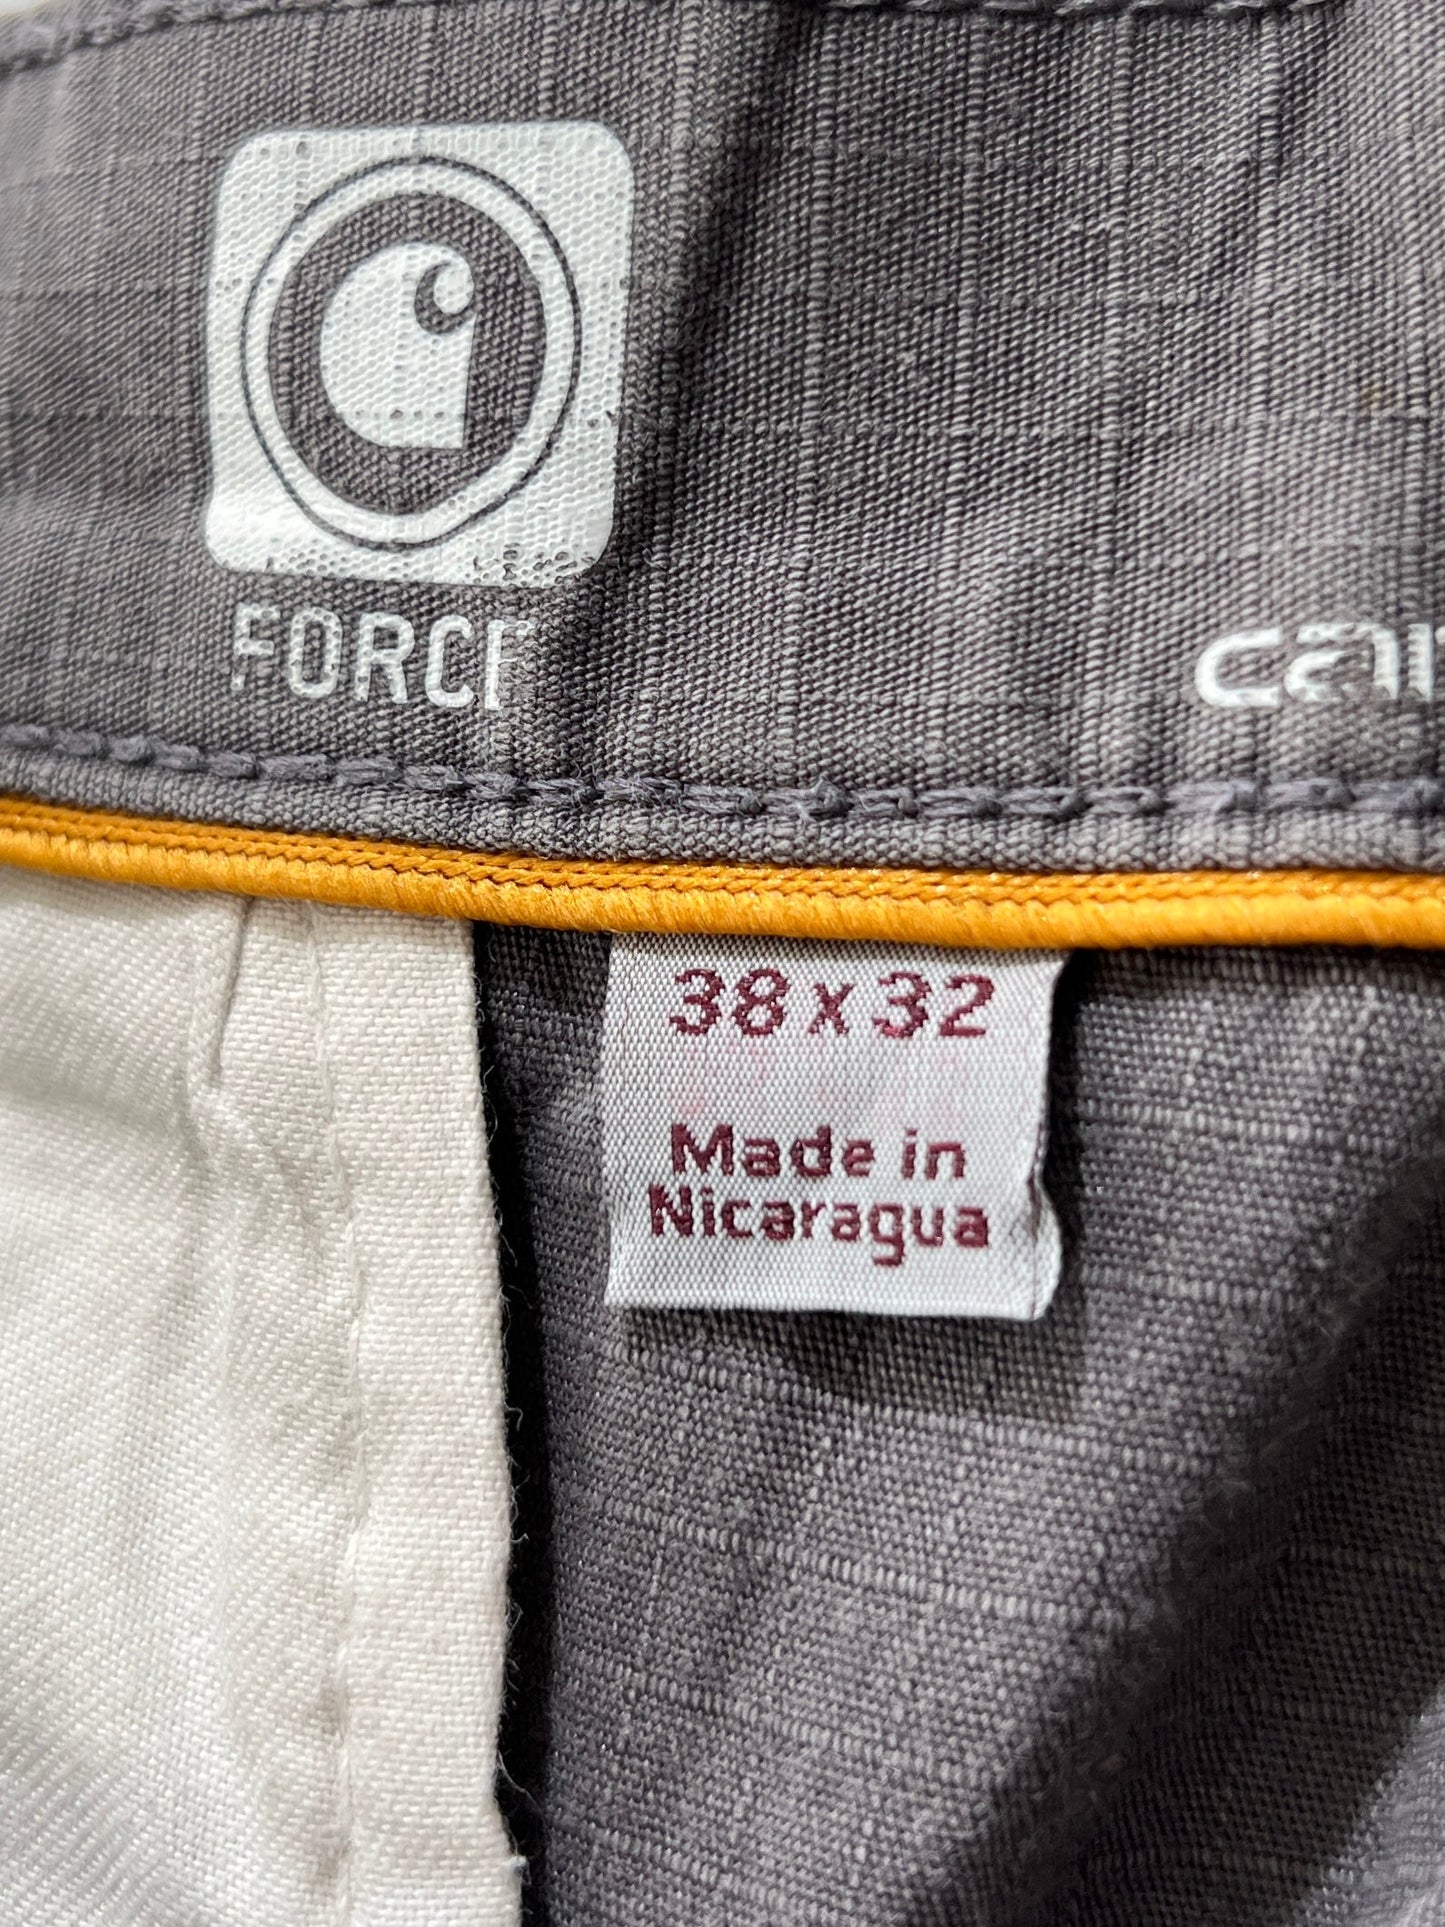 FORCE
38 x 32
Made in
Nicaragua